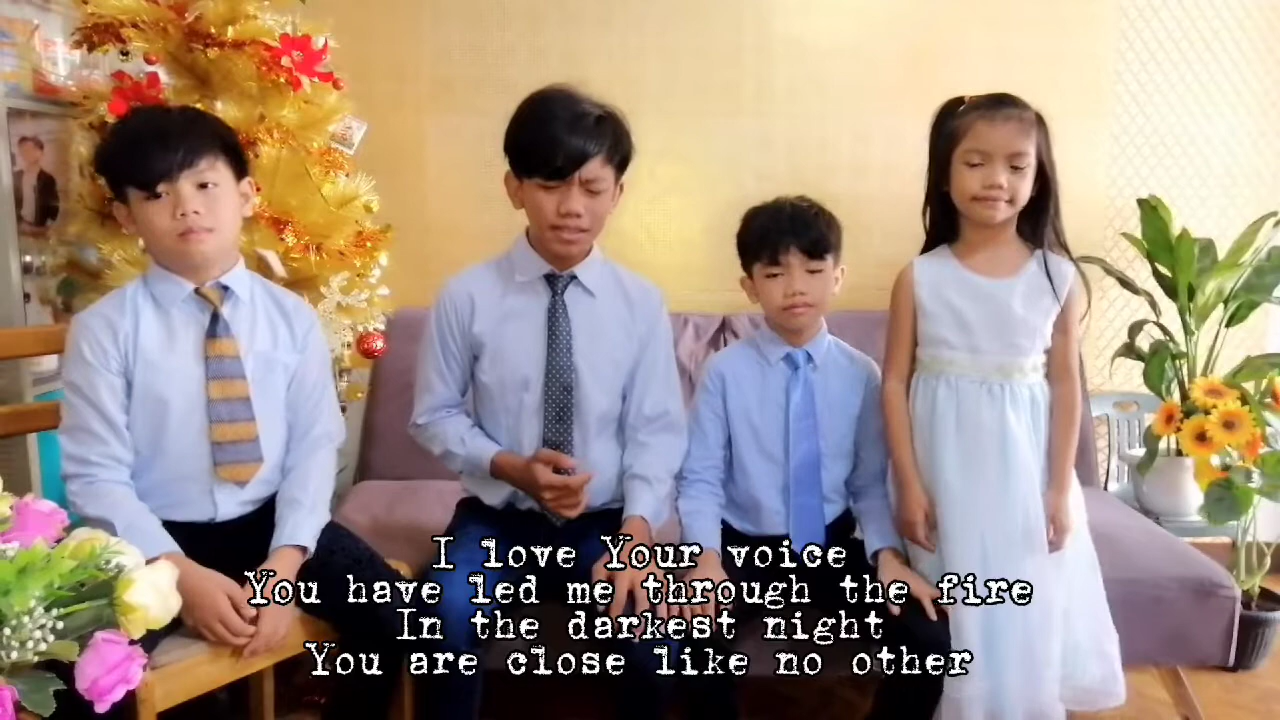 I love Your voice
You have led me through the fire
In the darkest night
You are close like no other